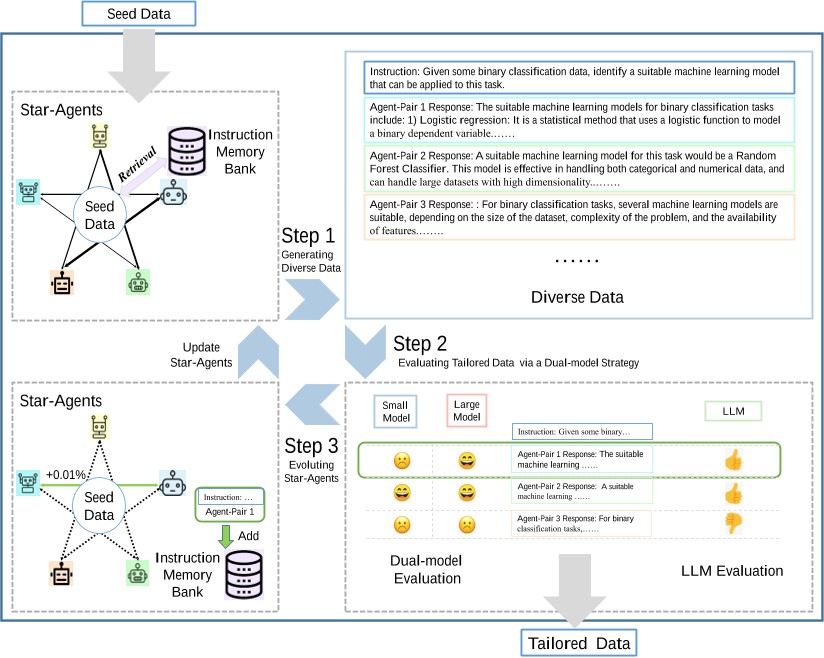 Seed Data
Star-Agents
Retrieval
Instruction
Memory
Bank
Seed
Data
Step 1
Generating
Diverse Data
Instruction: Given some binary classification data, identify a suitable machine learning model
that can be applied to this task.
Agent-Pair 1 Response: The suitable machine learning models for binary classification tasks
include: 1) Logistic regression: It is a statistical method that uses a logistic function to model
a binary dependent variable.……
Agent-Pair 2 Response: A suitable machine learning model for this task would be a Random
Forest Classifier. This model is effective in handling both categorical and numerical data, and
can handle large datasets with high dimensionality..……
Agent-Pair 3 Response: : For binary classification tasks, several machine learning models are
suitable, depending on the size of the dataset, complexity of the problem, and the availability
of features.…….
......
Diverse Data
Update
Star-Agents
Step 2
Evaluating Tailored Data via a Dual-model Strategy
Star-Agents
+0.01%
Seed
Data
Instruction: …
Agent-Pair 1
Add
Instruction
Memory
Bank
Step 3
Evoluting
Star-Agents
Small
Model
Large
Model
LLM
Instruction: Given some binary…
Agent-Pair 1 Response: The suitable
machine learning ……
Agent-Pair 2 Response: A suitable
machine learning ……
Agent-Pair 3 Response: For binary
classification tasks,……
Dual-model
Evaluation
LLM Evaluation
Tailored Data